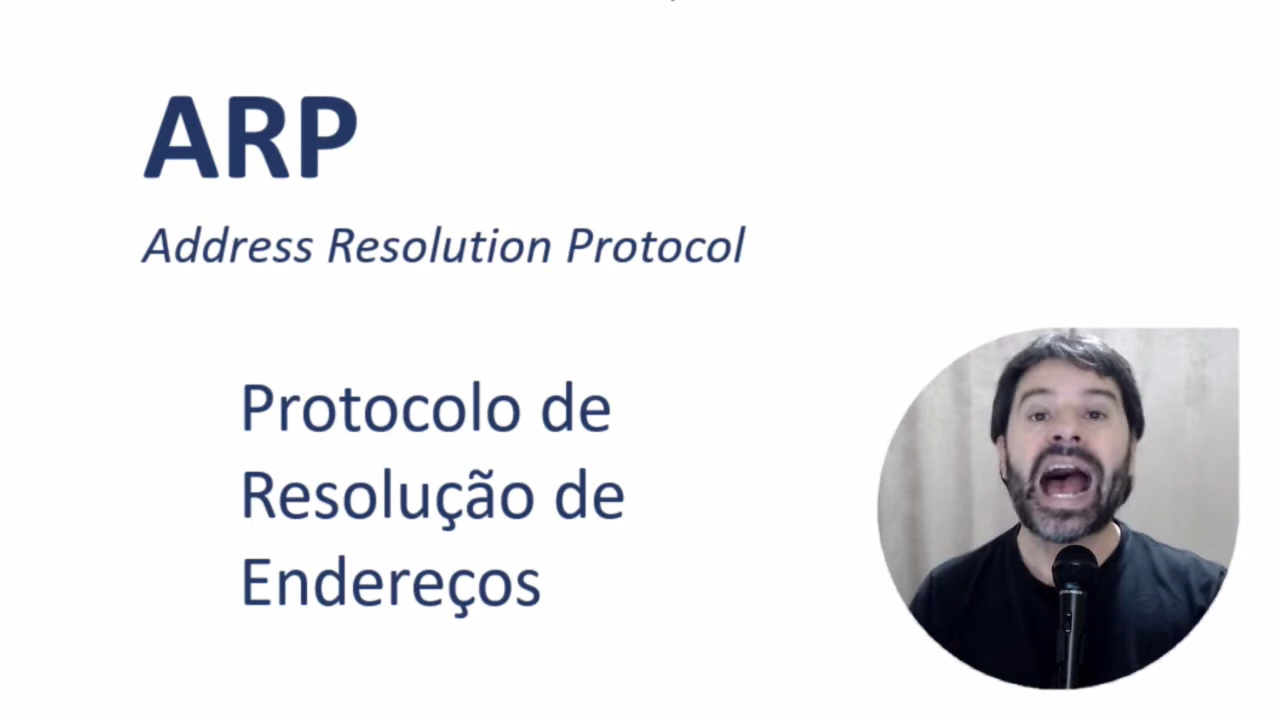 ARP
Address Resolution Protocol
Protocolo de
Resolução de
Endereços